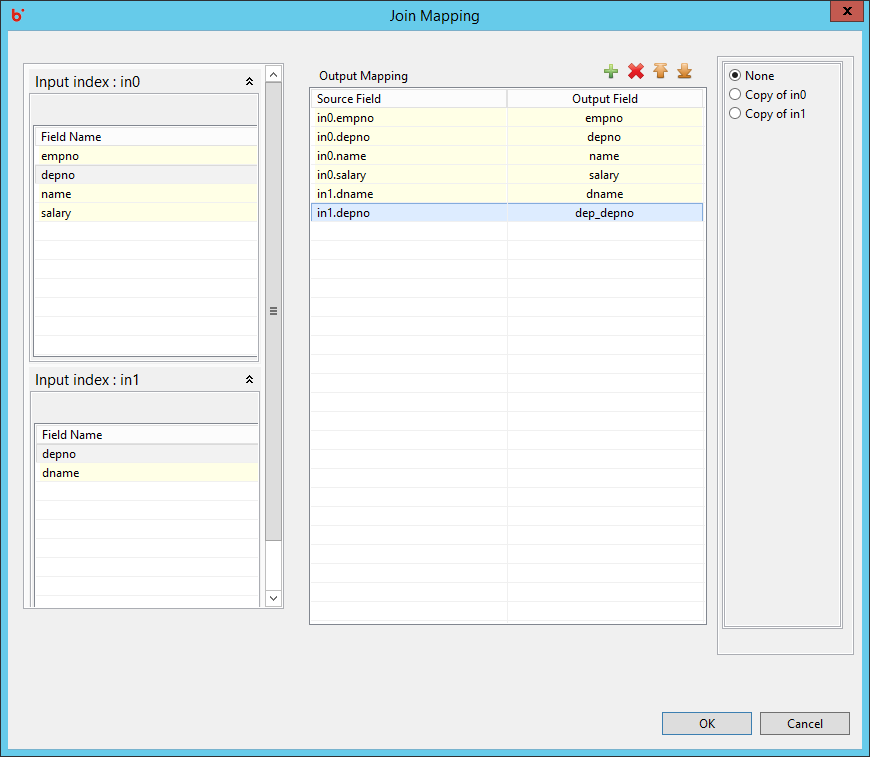 b
Join Mapping
x
Input index : in0
Field Name
empno
depno
name
salary
Input index : in1
Field Name
depno
dname
Output Mapping
Source Field Output Field
in0.empno empno
in0.depno depno
in0.name name
in0.salary salary
in1.dname dname
in1.depno dep_depno
None
Copy of in0
Copy of in1
OK Cancel